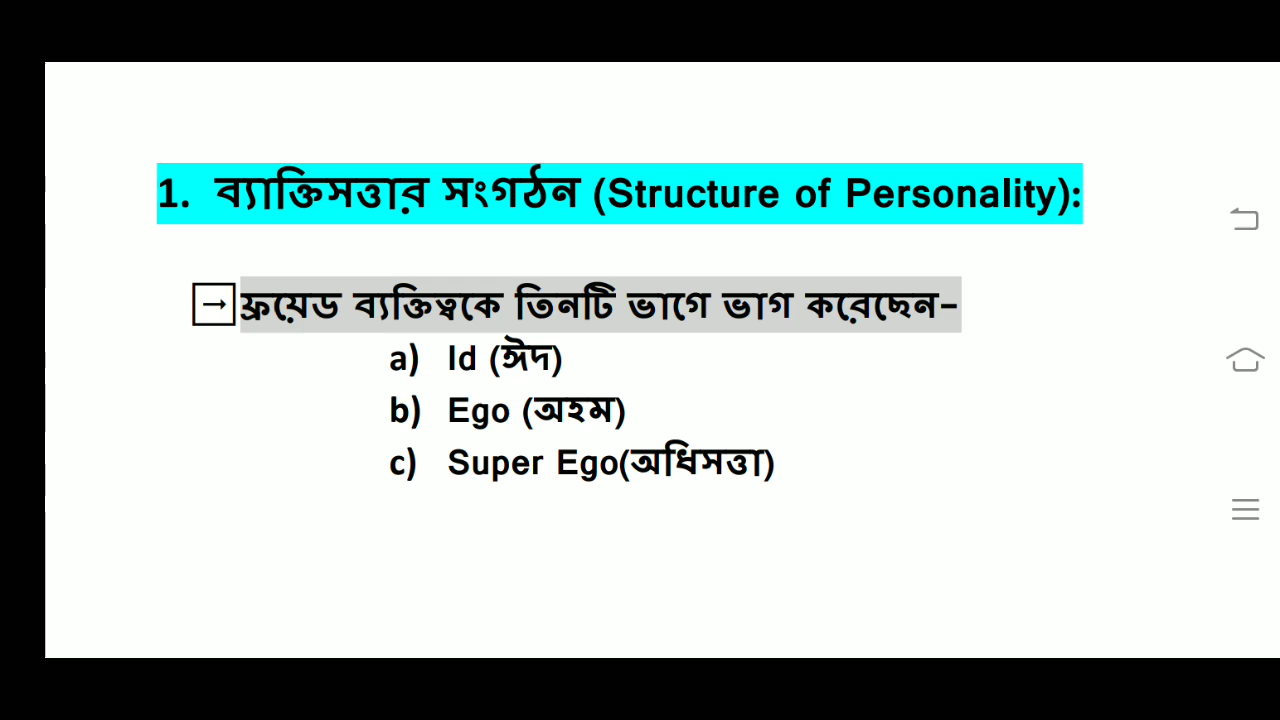 1. ব্যাক্তিসত্তার সংগঠন (Structure of Personality):
→ ফ্রয়েড ব্যক্তিত্বকে তিনটি ভাগে ভাগ করেছেন–
a) Id (ঈদ)
b) Ego (অহম)
c) Super Ego(অধিসত্তা)